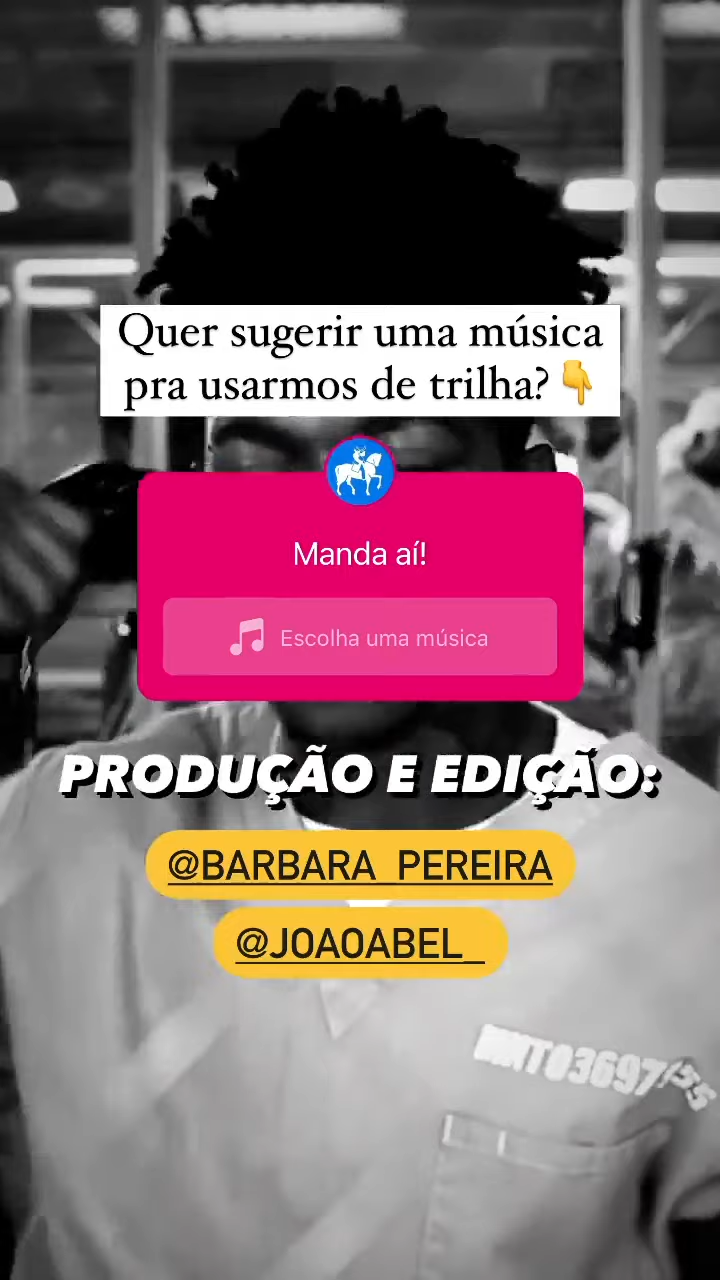 Quer sugerir uma música
pra usarmos de trilha?👇
Manda aí!
Escolha uma música
PRODUÇÃO E EDIÇÃO:
@BARBARA_PEREIRA
@JOAOABEL_